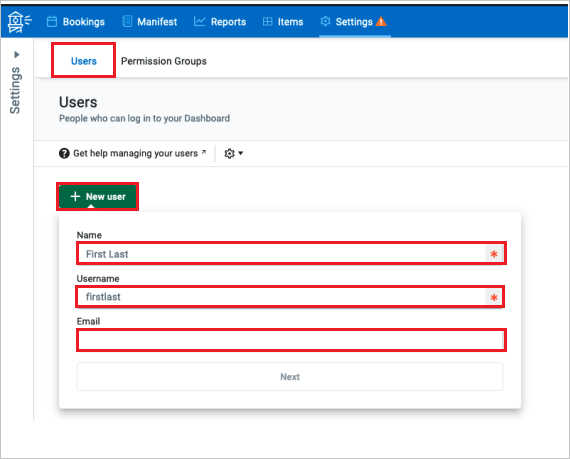 Bookings Manifest Reports Items Settings
Settings
Users Permission Groups
Users
People who can log in to your Dashboard
Get help managing your users
+ New user
Name
First Last *
Username
firstlast *
Email
Next